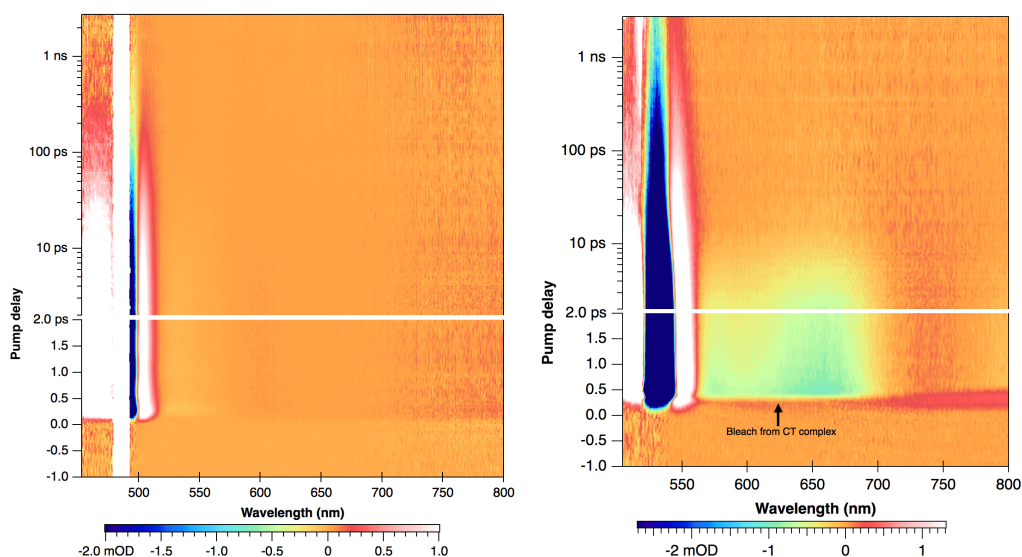 1 ns
100 ps
10 ps
2.0 ps
1.5
1.0
0.5
0.0
-0.5
-1.0
Pump delay
500 550 600 650 700 750 800
Wavelength (nm)
-2.0 mOD -1.5 -1.0 -0.5 0 0.5 1.0
1 ns
100 ps
10 ps
2.0 ps
1.5
1.0
0.5
0.0
-0.5
-1.0
Pump delay
Bleach from CT complex
550 600 650 700 750 800
Wavelength (nm)
-2 mOD -1 0 1